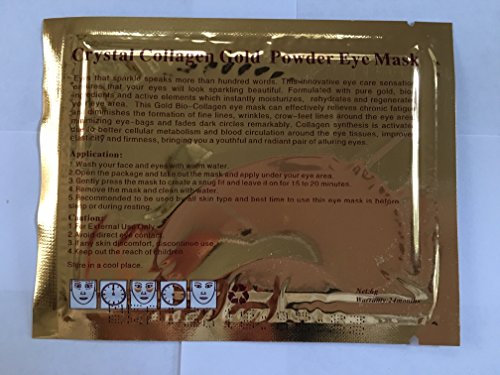 Crystal Collagen Gold Powder Eye Mask
Eyes that sparkle speaks more than hundred words. This innovative eye care sensation
ensures that your eyes will look sparkling beautiful. Formulated with pure gold, bio-
ingredients and active elements which instantly moisturizes, rehydrates and regenerates
your eye area. This Gold Bio-Collagen eye mask can effectively relieves chronic fatigue
and diminishes the formation of fine lines, wrinkles, crow-feet lines around the eye area
minimizing eye-bags and fades dark circles remarkably. Collagen synthesis is activated
due to better cellular metabolism and blood circulation around the eye tissues, improves
elasticity and firmness, bringing you a youthful and radiant pair of alluring eyes.
Application:
1.Wash your face and eyes with warm water.
2.Open the package and take out the mask and apply under your eye area.
3.Gently press the mask to create a snug fit and leave it on for 15 to 20 minutes.
4.Remove the mask and clean with water.
5.Recommended to be used by all skin type and best time to use this eye mask is before
sleep or during resting.
Caution:
1.For External Use Only.
2.Avoid direct eye contact.
3.If any skin discomfort, discontinue use.
4.Keep out the reach of children.
Store in a cool place.
Net:6g
Warranty:24months